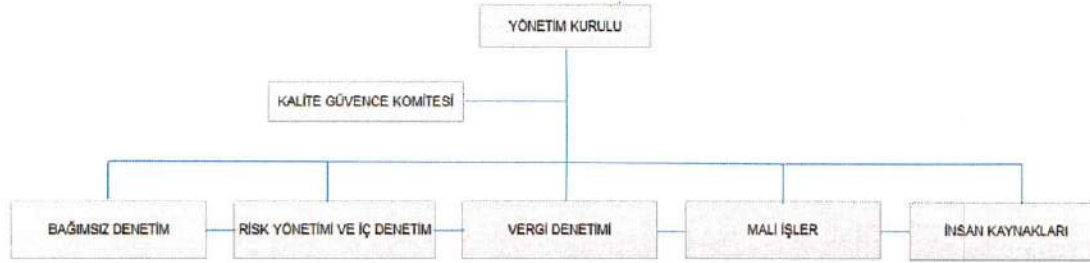 YÖNETİM KURULU
KALİTE GÜVENCE KOMİTESİ
BAĞIMSIZ DENETİM
RİSK YÖNETİMİ VE İÇ DENETİM
VERGİ DENETİMİ
MALİ İŞLER
İNSAN KAYNAKLARI